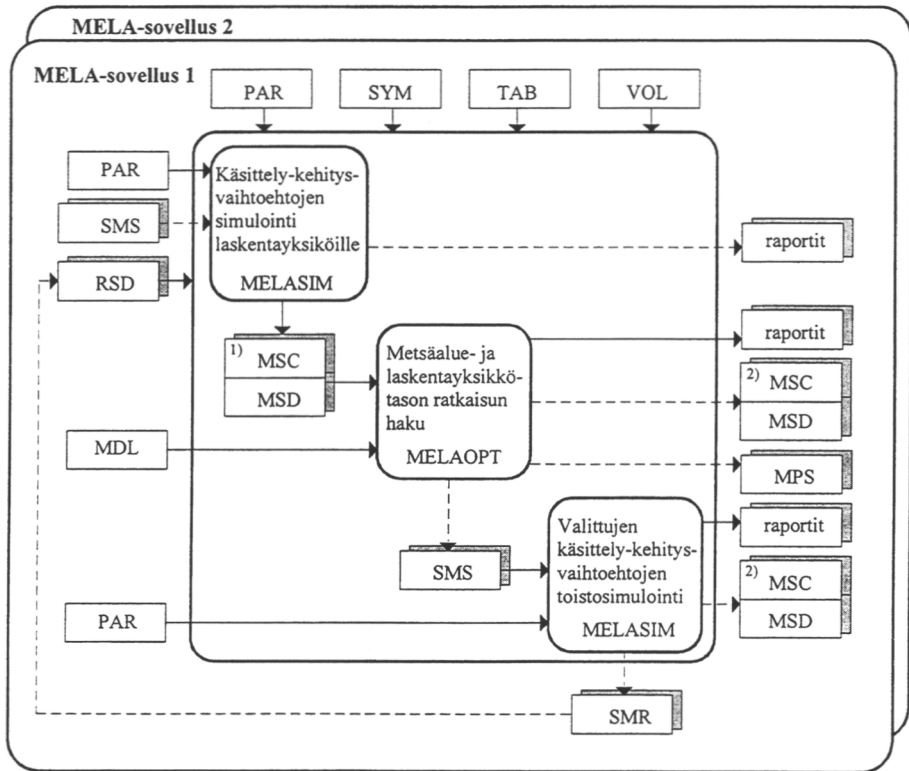 MELA-sovellus 2
MELA-sovellus 1
PAR
SYM
TAB
VOL
PAR
SMS
RSD
Käsittely-kehitys-
vaihtoehtojen
simulointi
laskentayksiköille
MELASIM
raportit
1) MSC
MSD
Metsäalue- ja
laskentayksikkö-
tason ratkaisun
haku
MELAOPT
raportit
2) MSC
MSD
MDL
MPS
SMS
Valittujen
käsittely-kehitys-
vaihtoehtojen
toistosimulointi
MELASIM
raportit
2) MSC
MSD
PAR
SMR